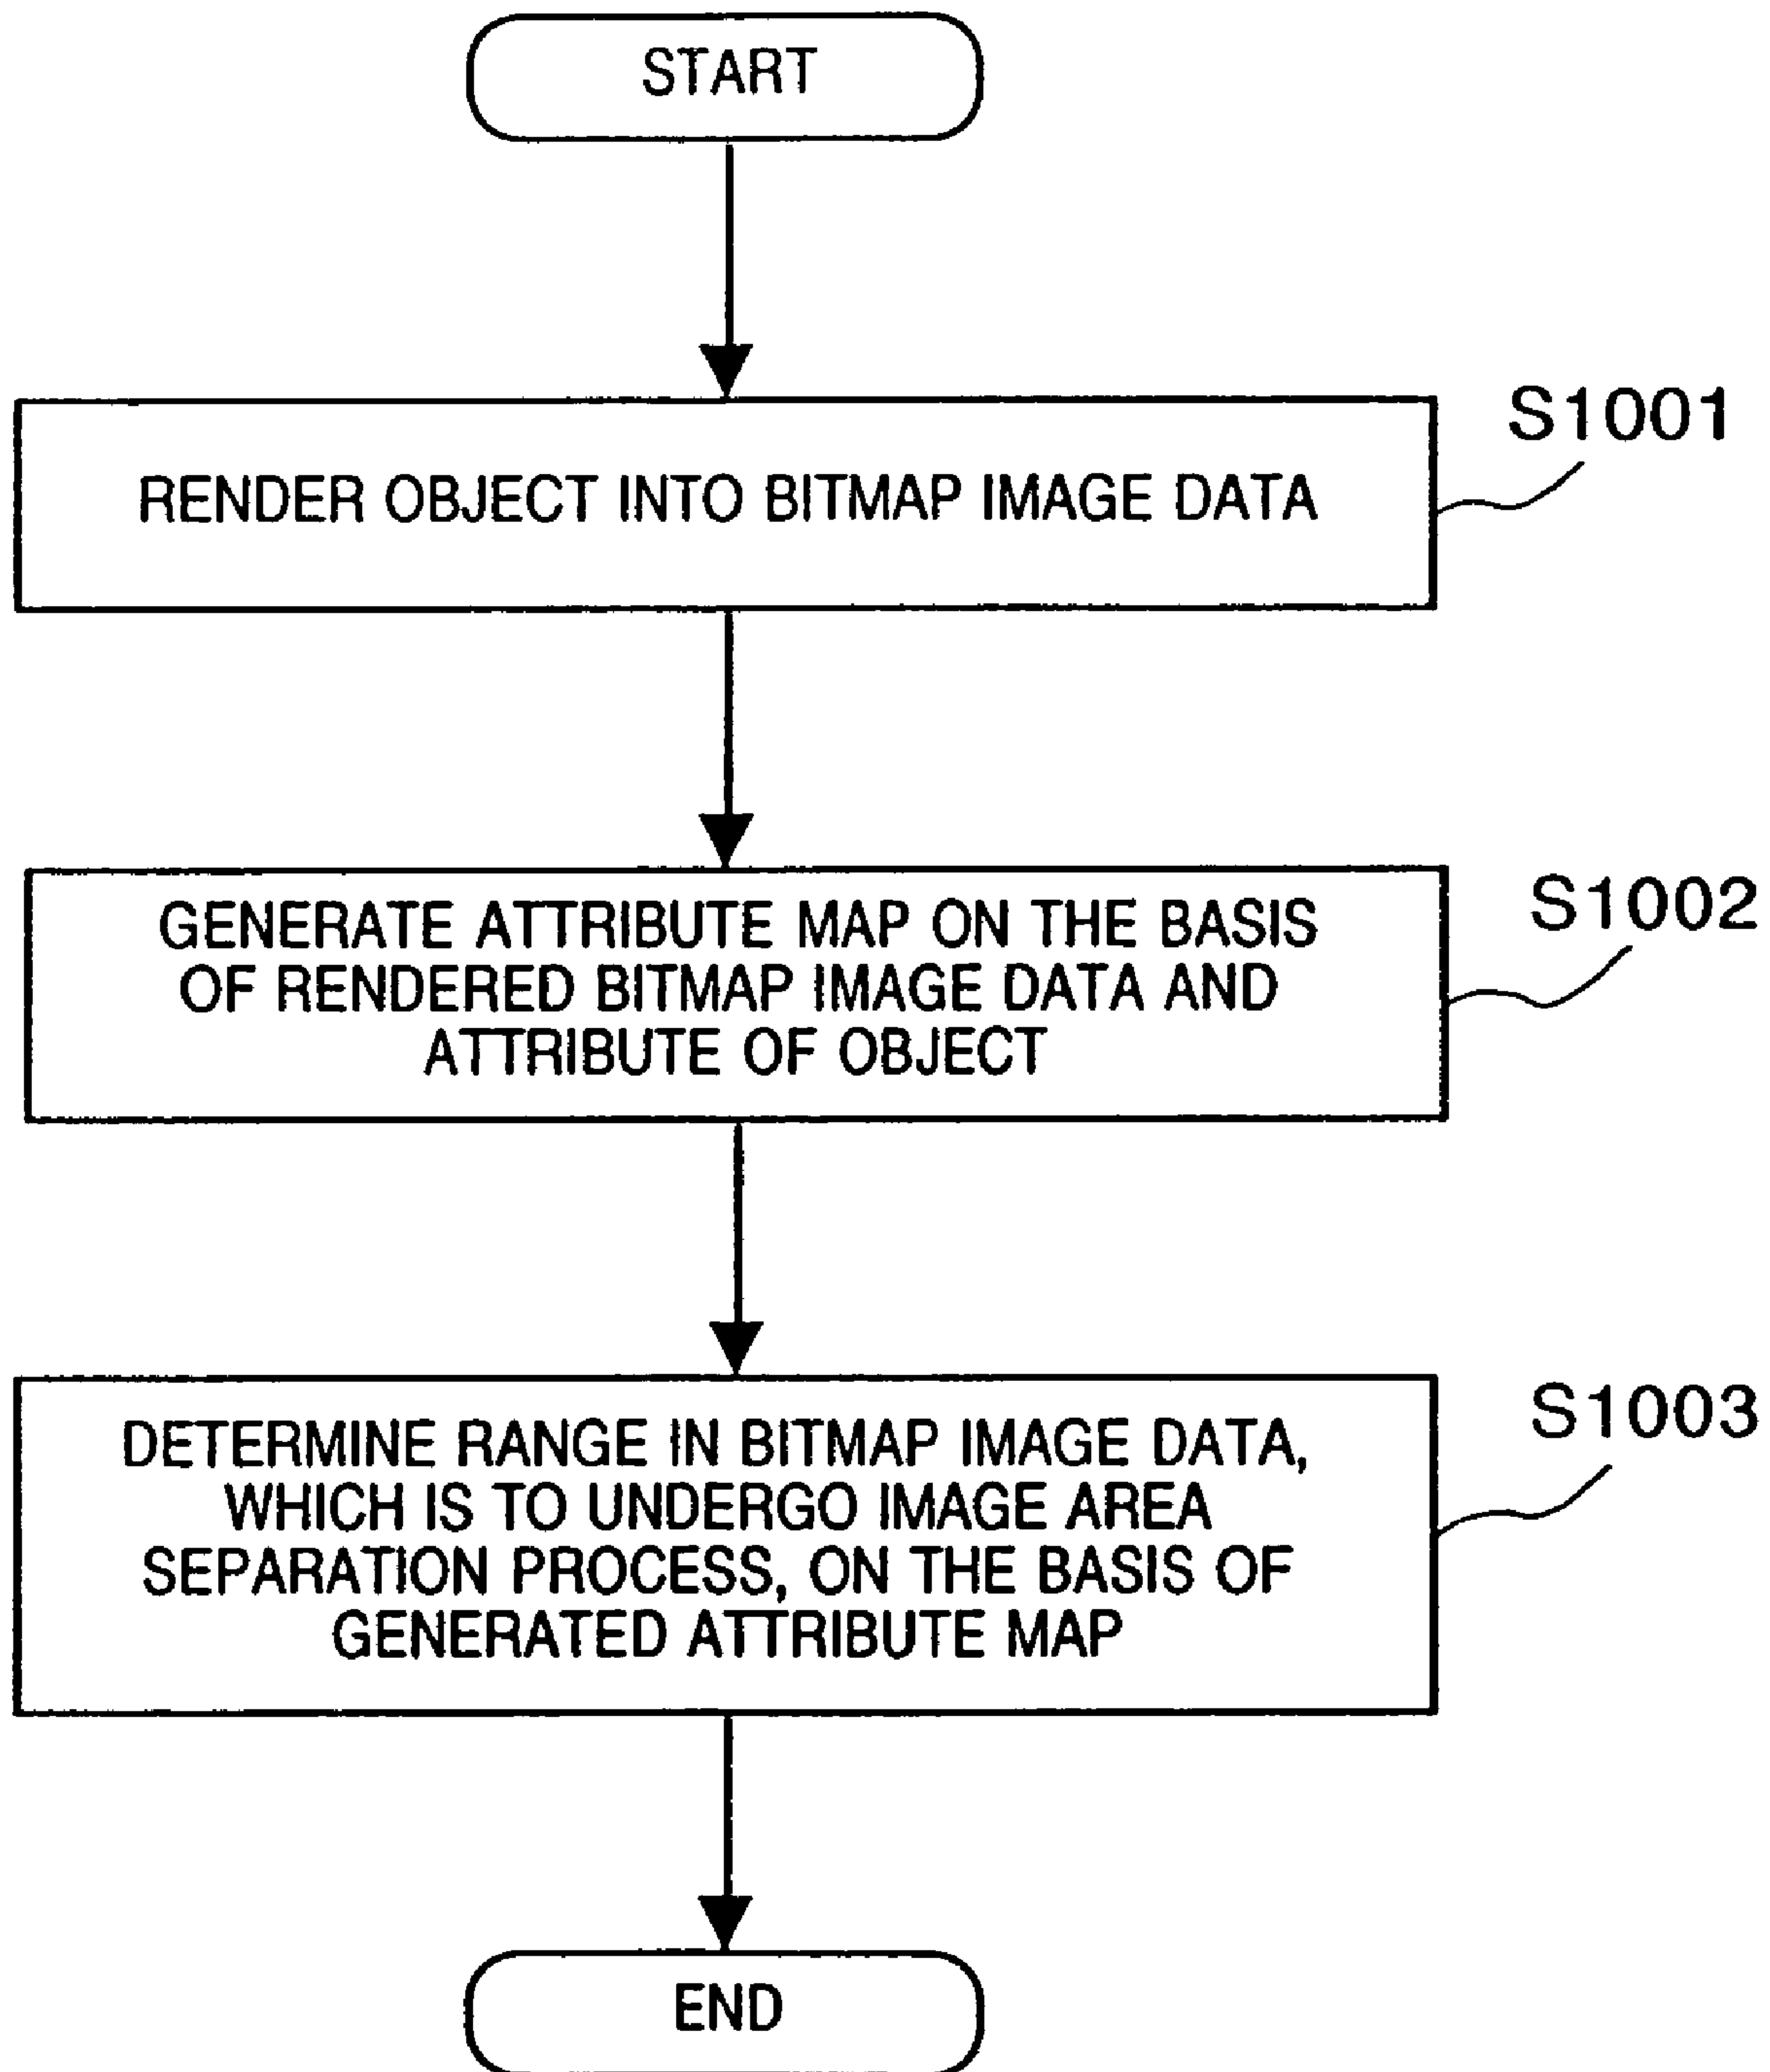 START
S1001
RENDER OBJECT INTO BITMAP IMAGE DATA
S1002
GENERATE ATTRIBUTE MAP ON THE BASIS
OF RENDERED BITMAP IMAGE DATA AND
ATTRIBUTE OF OBJECT
S1003
DETERMINE RANGE IN BITMAP IMAGE DATA,
WHICH IS TO UNDERGO IMAGE AREA
SEPARATION PROCESS, ON THE BASIS OF
GENERATED ATTRIBUTE MAP
END